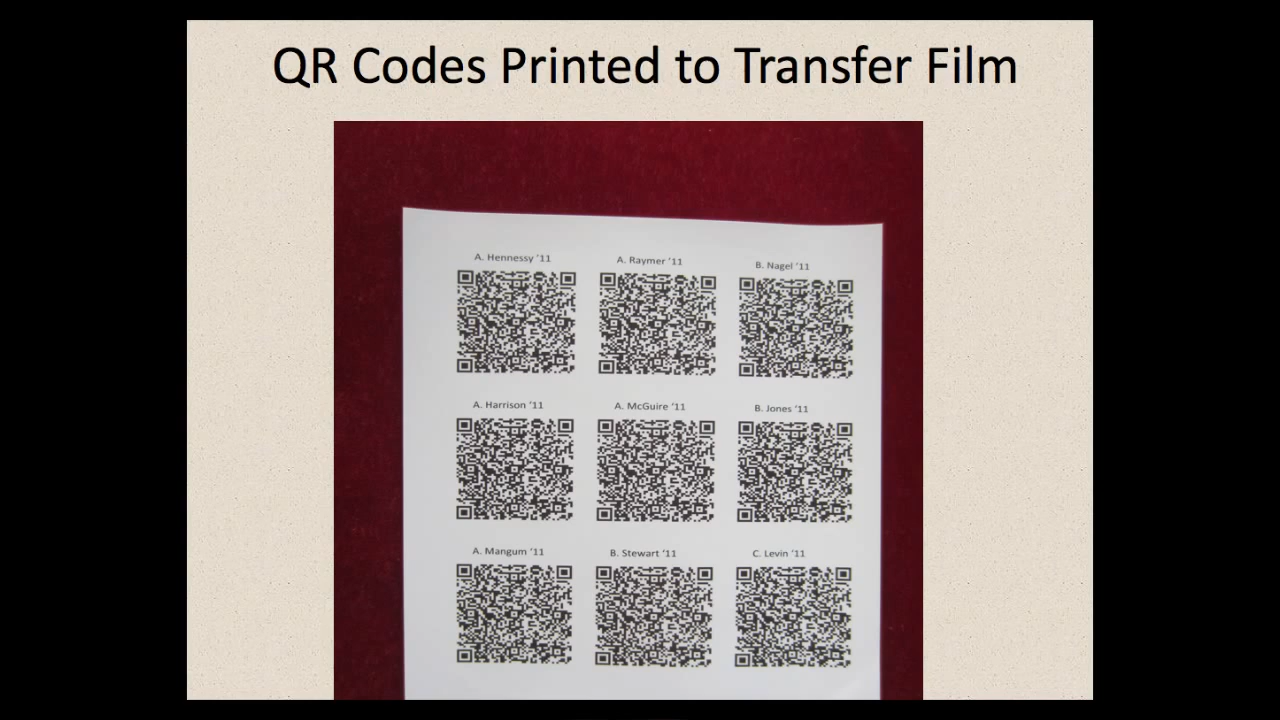 QR Codes Printed to Transfer Film
A. Hennessy '11
A. Raymer '11
B. Nagel '11
A. Harrison '11
A. McGuire '11
B. Jones '11
A. Mangum '11
B. Stewart '11
C. Levin '11